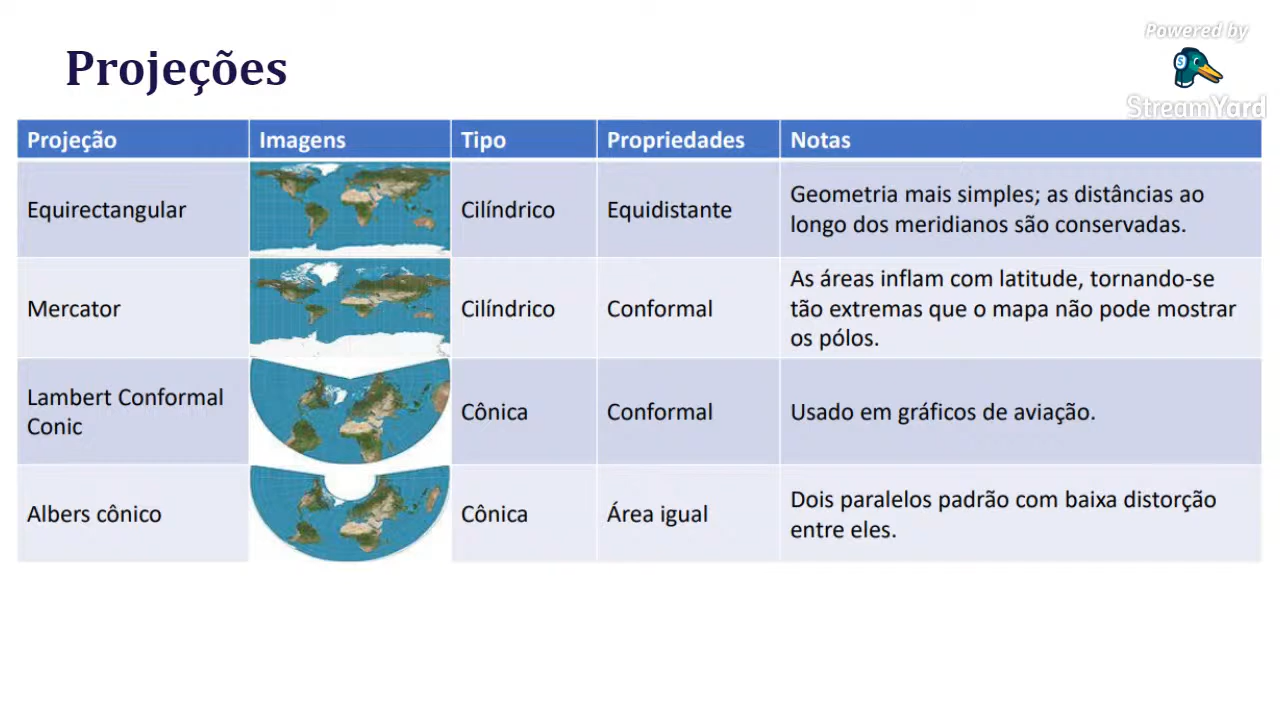 Powered by
StreamYard
Projeções
Projeção Imagens Tipo Propriedades Notas
Equirectangular Cilíndrico Equidistante Geometria mais simples; as distâncias ao
longo dos meridianos são conservadas.
Mercator Cilíndrico Conformal As áreas inflam com latitude, tornando-se
tão extremas que o mapa não pode mostrar
os pólos.
Lambert Conformal
Conic Cônica Conformal Usado em gráficos de aviação.
Albers cônico Cônica Área igual Dois paralelos padrão com baixa distorção
entre eles.